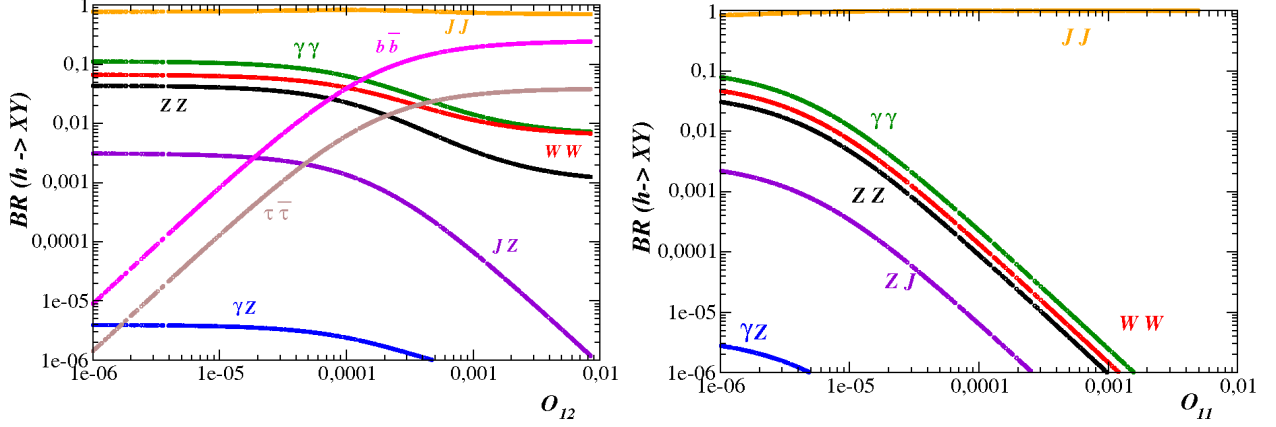 1
0.1
0,01
0,001
0,0001
1e-05
1e-06
BR (h -> XY)
J J
b b̅
γ γ
Z Z
W W
τ τ̅
J Z
γ Z
1e-06
1e-05
0,0001
0,001
0,01
O₁₂
1
0.1
0,01
0,001
0,0001
1e-05
1e-06
BR (h -> XY)
J J
γ γ
Z Z
Z J
W W
γ Z
1e-06
1e-05
0,0001
0,001
0,01
O₁₁